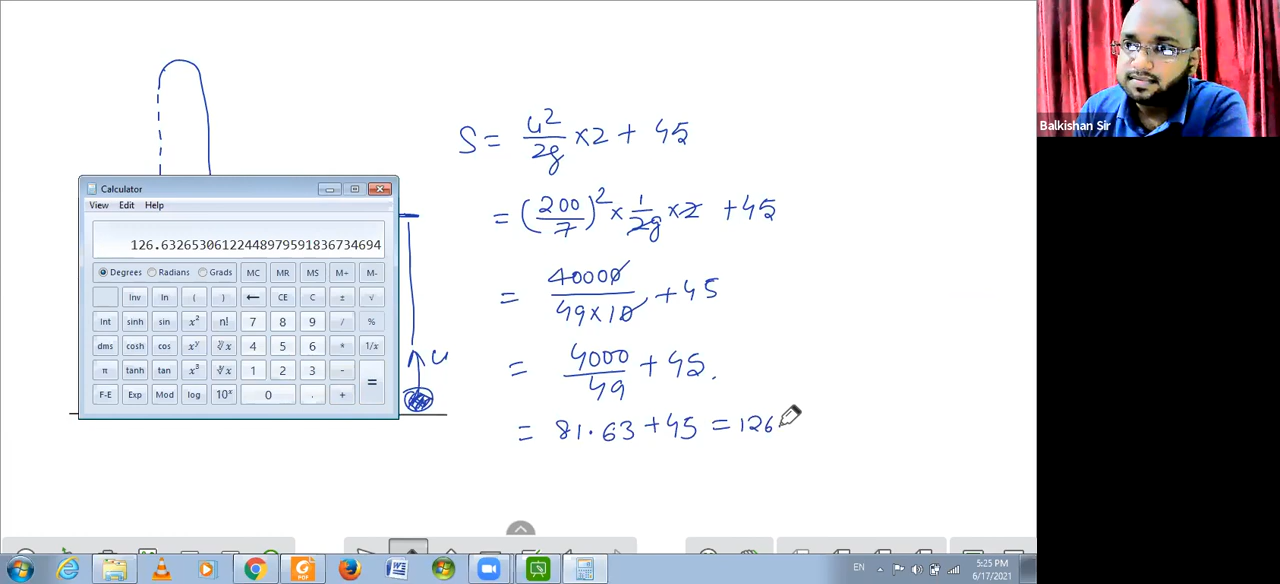 Balkishan Sir
S = u²/2g × 2 + 45
= (200/7)² × 1/2g × 2 + 45
= 40000/49×10 + 45
= 4000/49 + 45.
= 81.63 + 45 = 126
u
Calculator
View Edit Help
126.63265306122448979591836734694
Degrees Radians Grads MC MR MS M+ M-
Inv ln ( ) ← CE C ± √
Int sinh sin x² n! 7 8 9 / %
dms cosh cos xʸ ʸ√x 4 5 6 * 1/x
π tanh tan x³ ³√x 1 2 3 - =
F-E Exp Mod log 10ˣ 0 . +
W
PDF
EN
5:25 PM
6/17/2021